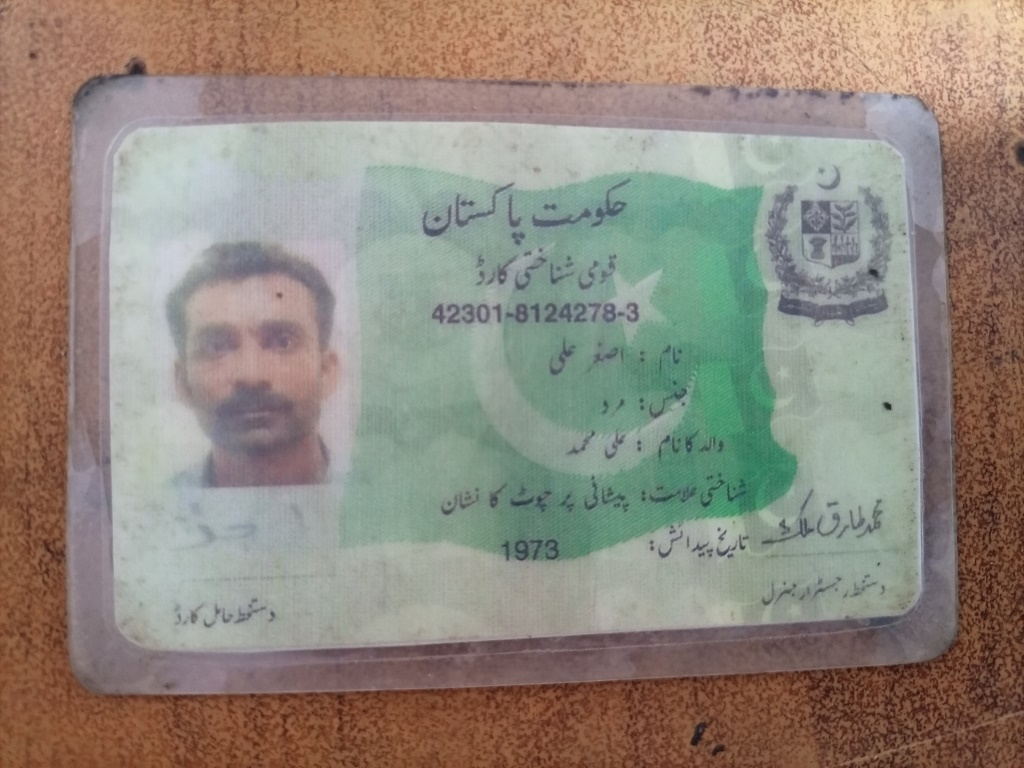 حکومت پاکستان
قومی شناختی کارڈ
42301-8124278-3
نام : اصغر علی
جنس: مرد
والد کا نام : علی محمد
شناختی علامت: پیشانی پر چوٹ کا نشان
تاریخ پیدائش: 1973
محمد طارق ملک
دستخط رجسٹرار جنرل
دستخط حامل کارڈ